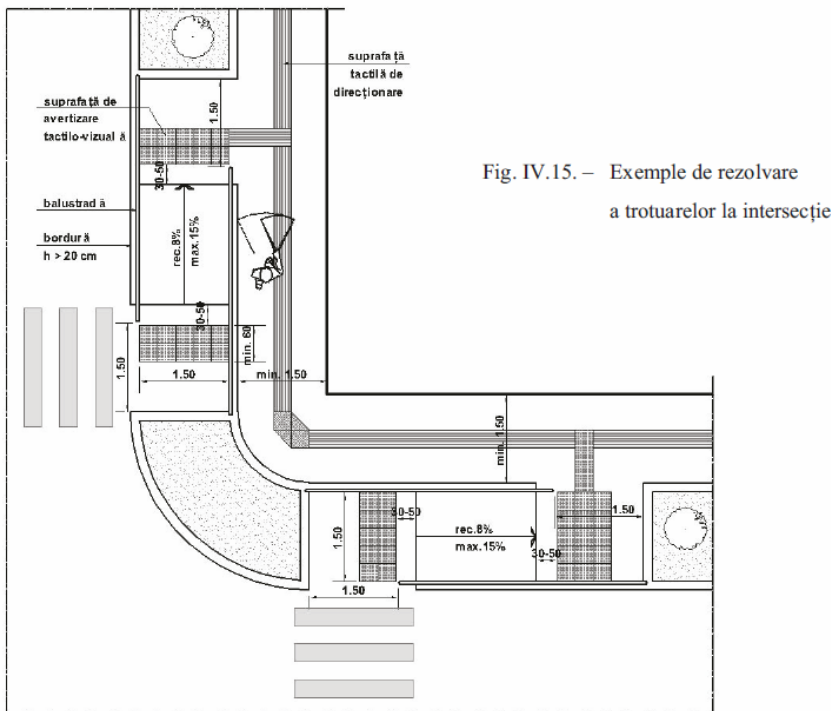 suprafață
tactilă de
direcționare
suprafață de
avertizare
tactilo-vizual ă
1.50
30-50
Fig. IV.15. – Exemple de rezolvare
a trotuarelor la intersecție
balustrad ă
bordură
h > 20 cm
rec.8%
max.15%
30-50
min. 60
1.50
1.50
min. 1.50
min. 1.50
30-50
rec.8%
max.15%
1.50
30-50
1.50
1.50